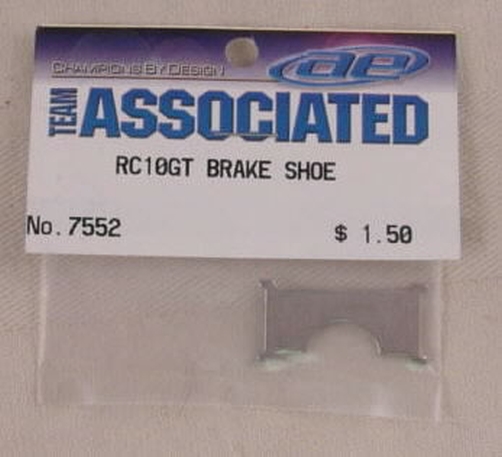 CHAMPIONS BY DESIGN
ae
TEAM ASSOCIATED
RC10GT BRAKE SHOE
No. 7552 $ 1.50